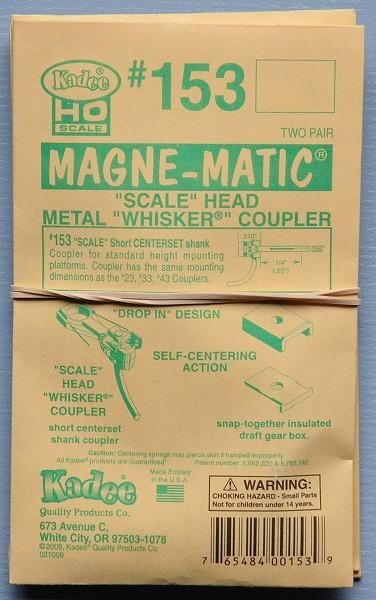 Kadee®
HO
SCALE
#153
TWO PAIR
MAGNE-MATIC®
"SCALE" HEAD
METAL "WHISKER®" COUPLER
#153 "SCALE" Short CENTERSET shank
Coupler for standard height mounting
platforms. Coupler has the same mounting
dimensions as the #23, #33, #43 Couplers.
.210"
.056"
1/4"
(.25")
"DROP IN" DESIGN
SELF-CENTERING
ACTION
"SCALE"
HEAD
"WHISKER®"
COUPLER
short centerset
shank coupler
snap-together insulated
draft gear box.
Caution: Centering springs may pierce skin if handled improperly.
All Kadee® products are Guaranteed* Patent number 5,662,229 & 5,785,192
Kadee®
Quality Products Co.
673 Avenue C,
White City, OR 97503-1078
©2009, Kadee® Quality Products Co.
021009
Made Entirely
in the U.S.A.
WARNING:
CHOKING HAZARD - Small Parts
Not for children under 14 years.
7 65484 00153 9